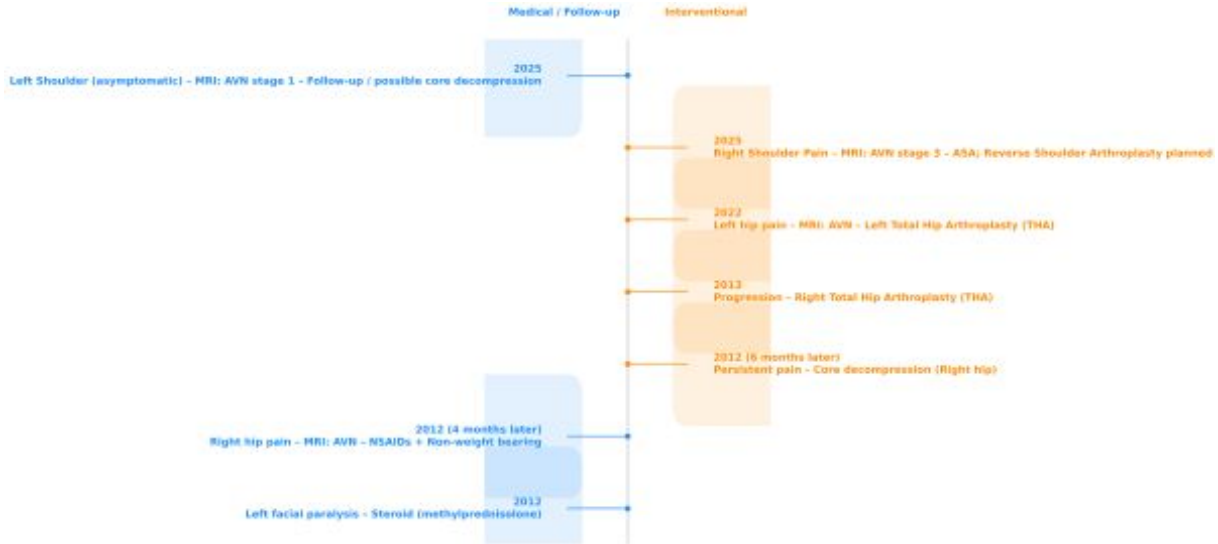 Medical / Follow-up
Interventional
2025
Left Shoulder (asymptomatic) – MRI: AVN stage 1 – Follow-up / possible core decompression
2025
Right Shoulder Pain – MRI: AVN stage 3 – ASA; Reverse Shoulder Arthroplasty planned
2022
Left hip pain – MRI: AVN – Left Total Hip Arthroplasty (THA)
2013
Progression – Right Total Hip Arthroplasty (THA)
2012 (6 months later)
Persistent pain – Core decompression (Right hip)
2012 (4 months later)
Right hip pain – MRI: AVN – NSAIDs + Non-weight bearing
2012
Left facial paralysis – Steroid (methylprednisolone)